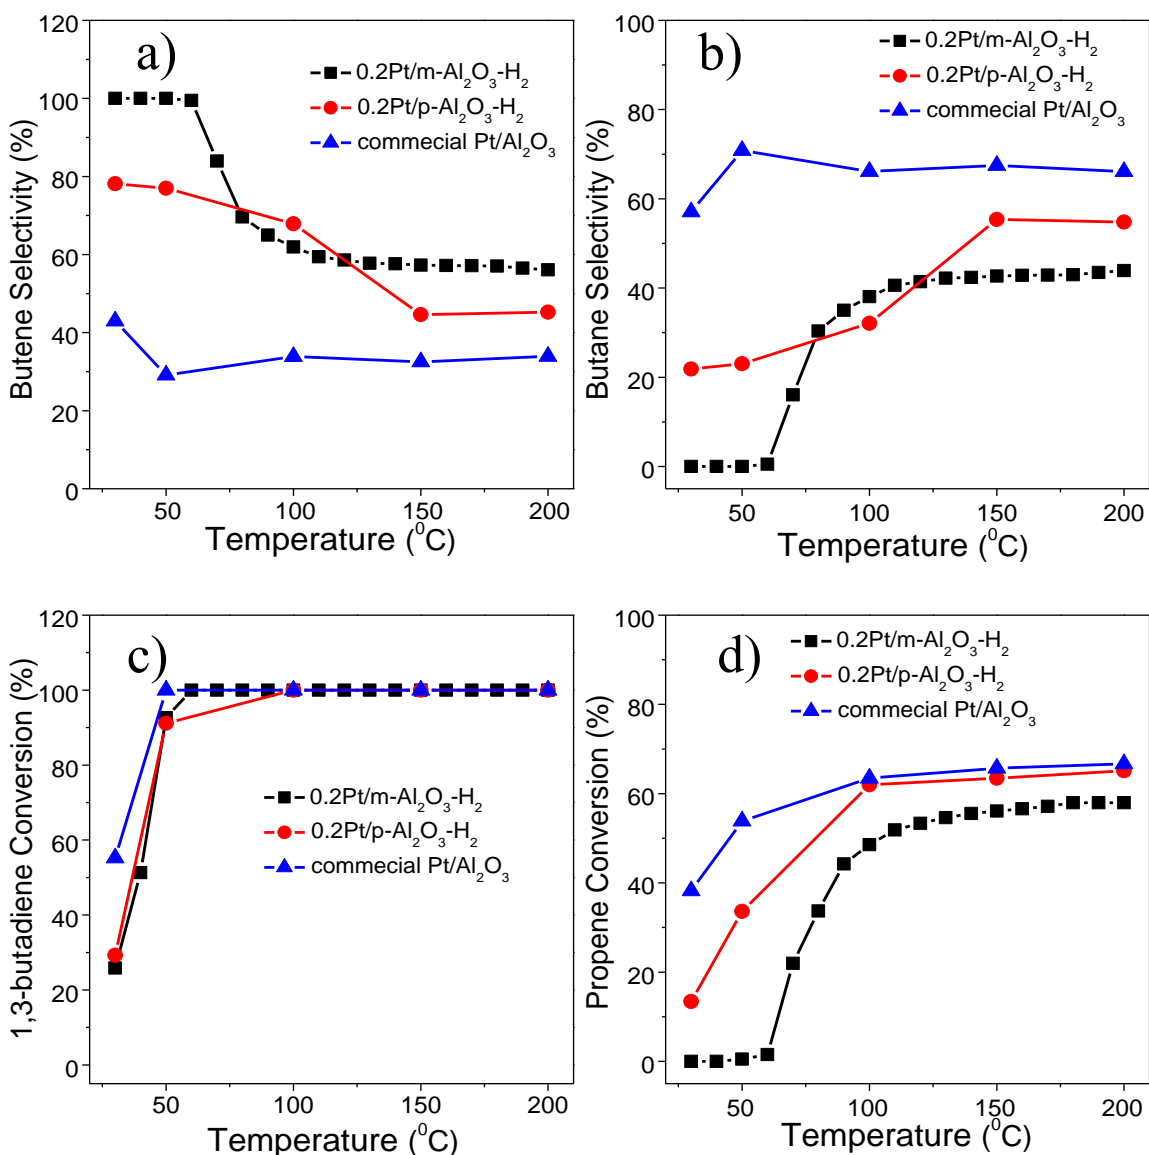 a)
Butene Selectivity (%)
120
100
80
60
40
20
0
0.2Pt/m-Al₂O₃-H₂
0.2Pt/p-Al₂O₃-H₂
commecial Pt/Al₂O₃
50 100 150 200
Temperature (⁰C)
b)
Butane Selectivity (%)
100
80
60
40
20
0
0.2Pt/m-Al₂O₃-H₂
0.2Pt/p-Al₂O₃-H₂
commecial Pt/Al₂O₃
50 100 150 200
Temperature (⁰C)
c)
1,3-butadiene Conversion (%)
120
100
80
60
40
20
0
0.2Pt/m-Al₂O₃-H₂
0.2Pt/p-Al₂O₃-H₂
commecial Pt/Al₂O₃
50 100 150 200
Temperature (⁰C)
d)
Propene Conversion (%)
100
80
60
40
20
0
0.2Pt/m-Al₂O₃-H₂
0.2Pt/p-Al₂O₃-H₂
commecial Pt/Al₂O₃
50 100 150 200
Temperature (⁰C)